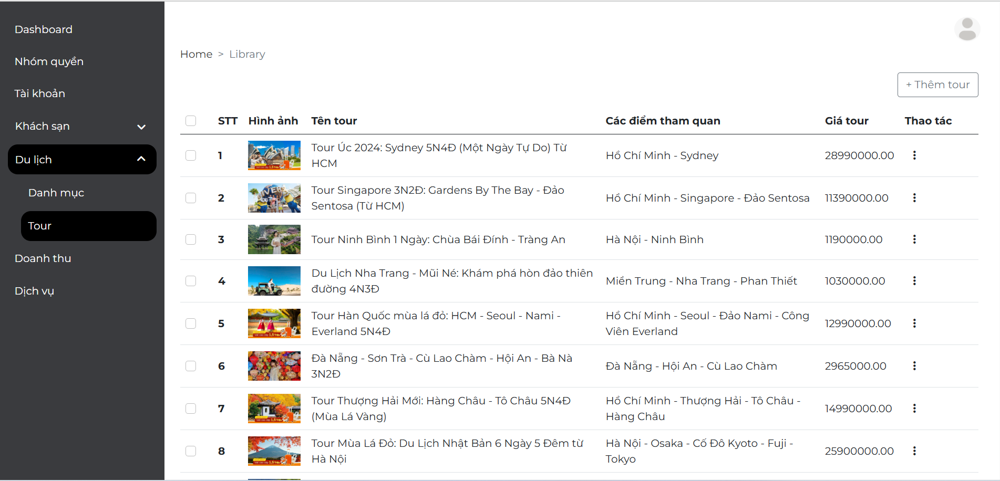 Dashboard
Nhóm quyền
Tài khoản
Khách sạn
Du lịch
Danh mục
Tour
Doanh thu
Dịch vụ
Home > Library
+ Thêm tour
STT Hình ảnh Tên tour Các điểm tham quan Giá tour Thao tác
1 Tour Úc 2024: Sydney 5N4Đ (Một Ngày Tự Do) Từ
HCM
Hồ Chí Minh - Sydney 28990000.00
2 Tour Singapore 3N2Đ: Gardens By The Bay - Đảo
Sentosa (Từ HCM)
Hồ Chí Minh - Singapore - Đảo Sentosa 11390000.00
3 Tour Ninh Bình 1 Ngày: Chùa Bái Đính - Tràng An Hà Nội - Ninh Bình 1190000.00
4 Du Lịch Nha Trang - Mũi Né: Khám phá hòn đảo thiên
đường 4N3Đ
Miền Trung - Nha Trang - Phan Thiết 1030000.00
5 Tour Hàn Quốc mùa lá đỏ: HCM - Seoul - Nami -
Everland 5N4Đ
Hồ Chí Minh - Seoul - Đảo Nami - Công
Viên Everland
12990000.00
6 Đà Nẵng - Sơn Trà - Cù Lao Chàm - Hội An - Bà Nà
3N2Đ
Đà Nẵng - Hội An - Cù Lao Chàm 2965000.00
7 Tour Thượng Hải Mới: Hàng Châu - Tô Châu 5N4Đ
(Mùa Lá Vàng)
Hồ Chí Minh - Thượng Hải - Tô Châu -
Hàng Châu
14990000.00
8 Tour Mùa Lá Đỏ: Du Lịch Nhật Bản 6 Ngày 5 Đêm từ
Hà Nội
Hà Nội - Osaka - Cố Đô Kyoto - Fuji -
Tokyo
25900000.00